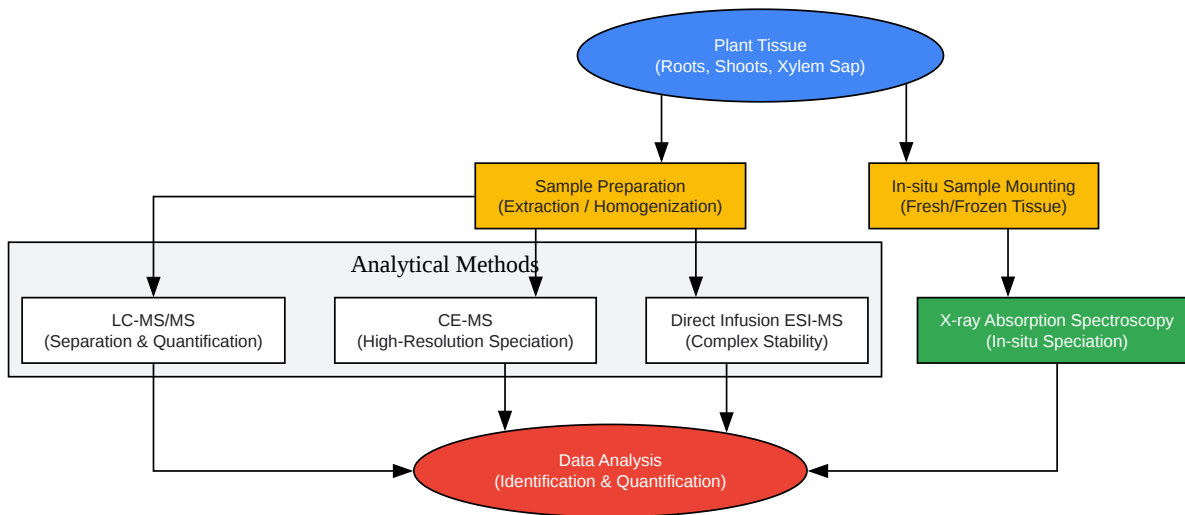 Plant Tissue
(Roots, Shoots, Xylem Sap)
Sample Preparation
(Extraction / Homogenization)
In-situ Sample Mounting
(Fresh/Frozen Tissue)
Analytical Methods
LC-MS/MS
(Separation & Quantification)
CE-MS
(High-Resolution Speciation)
Direct Infusion ESI-MS
(Complex Stability)
X-ray Absorption Spectroscopy
(In-situ Speciation)
Data Analysis
(Identification & Quantification)